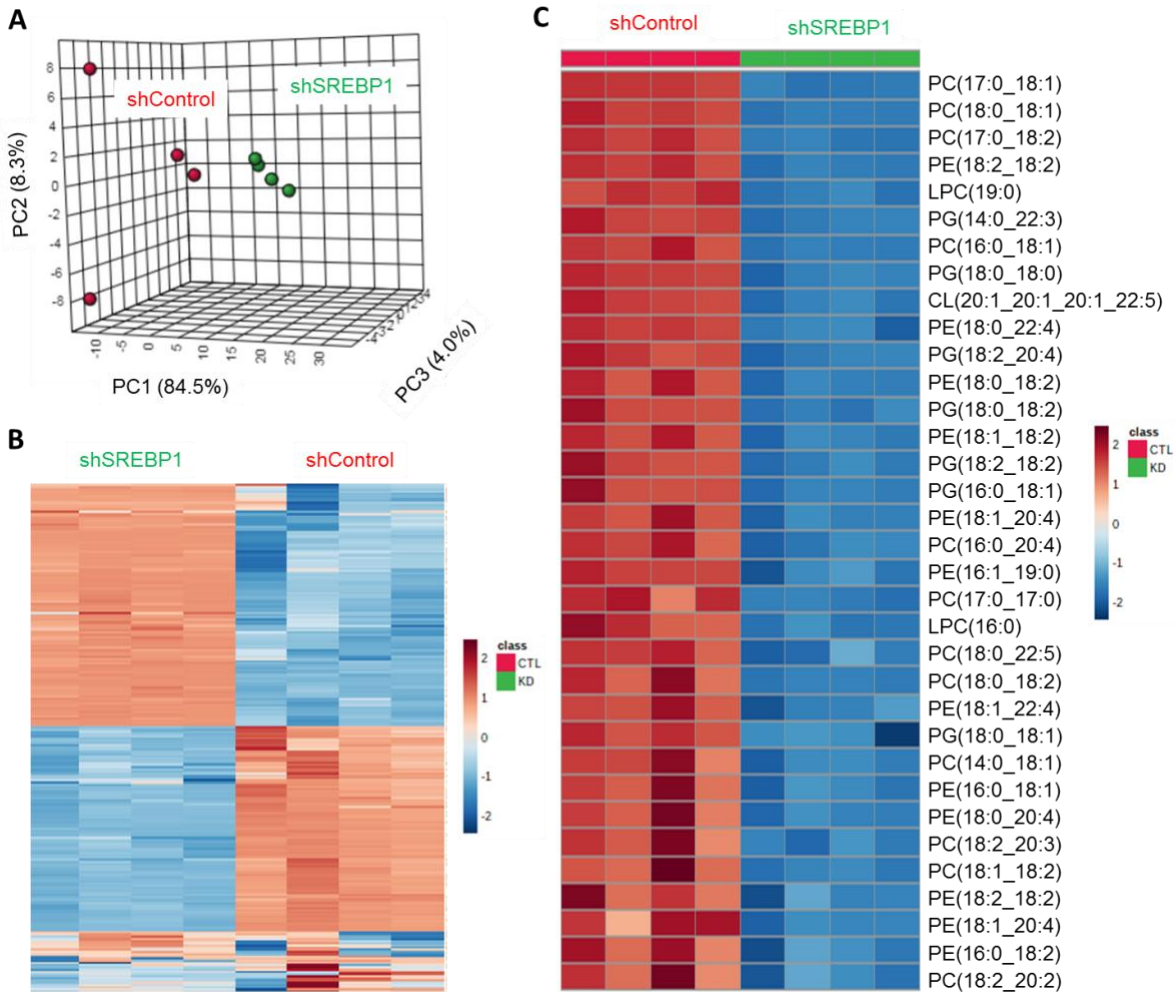 A
shControl
shSREBP1
8
6
4
2
0
-2
-4
-6
-8
PC2 (8.3%)
-10
-5
0
5
10
15
20
25
30
PC1 (84.5%)
PC3 (4.0%)
B
shSREBP1
shControl
class
CTL
KD
2
1
0
-1
-2
C
shControl
shSREBP1
PC(17:0_18:1)
PC(18:0_18:1)
PC(17:0_18:2)
PE(18:2_18:2)
LPC(19:0)
PG(14:0_22:3)
PC(16:0_18:1)
PG(18:0_18:0)
CL(20:1_20:1_20:1_22:5)
PE(18:0_22:4)
PG(18:2_20:4)
PE(18:0_18:2)
PG(18:0_18:2)
PE(18:1_18:2)
PG(18:2_18:2)
PG(16:0_18:1)
PE(18:1_20:4)
PC(16:0_20:4)
PE(16:1_19:0)
PC(17:0_17:0)
LPC(16:0)
PC(18:0_22:5)
PC(18:0_18:2)
PE(18:1_22:4)
PG(18:0_18:1)
PC(14:0_18:1)
PE(16:0_18:1)
PE(18:0_20:4)
PC(18:2_20:3)
PC(18:1_18:2)
PE(18:2_18:2)
PE(18:1_20:4)
PE(16:0_18:2)
PC(18:2_20:2)
class
CTL
KD
2
1
0
-1
-2